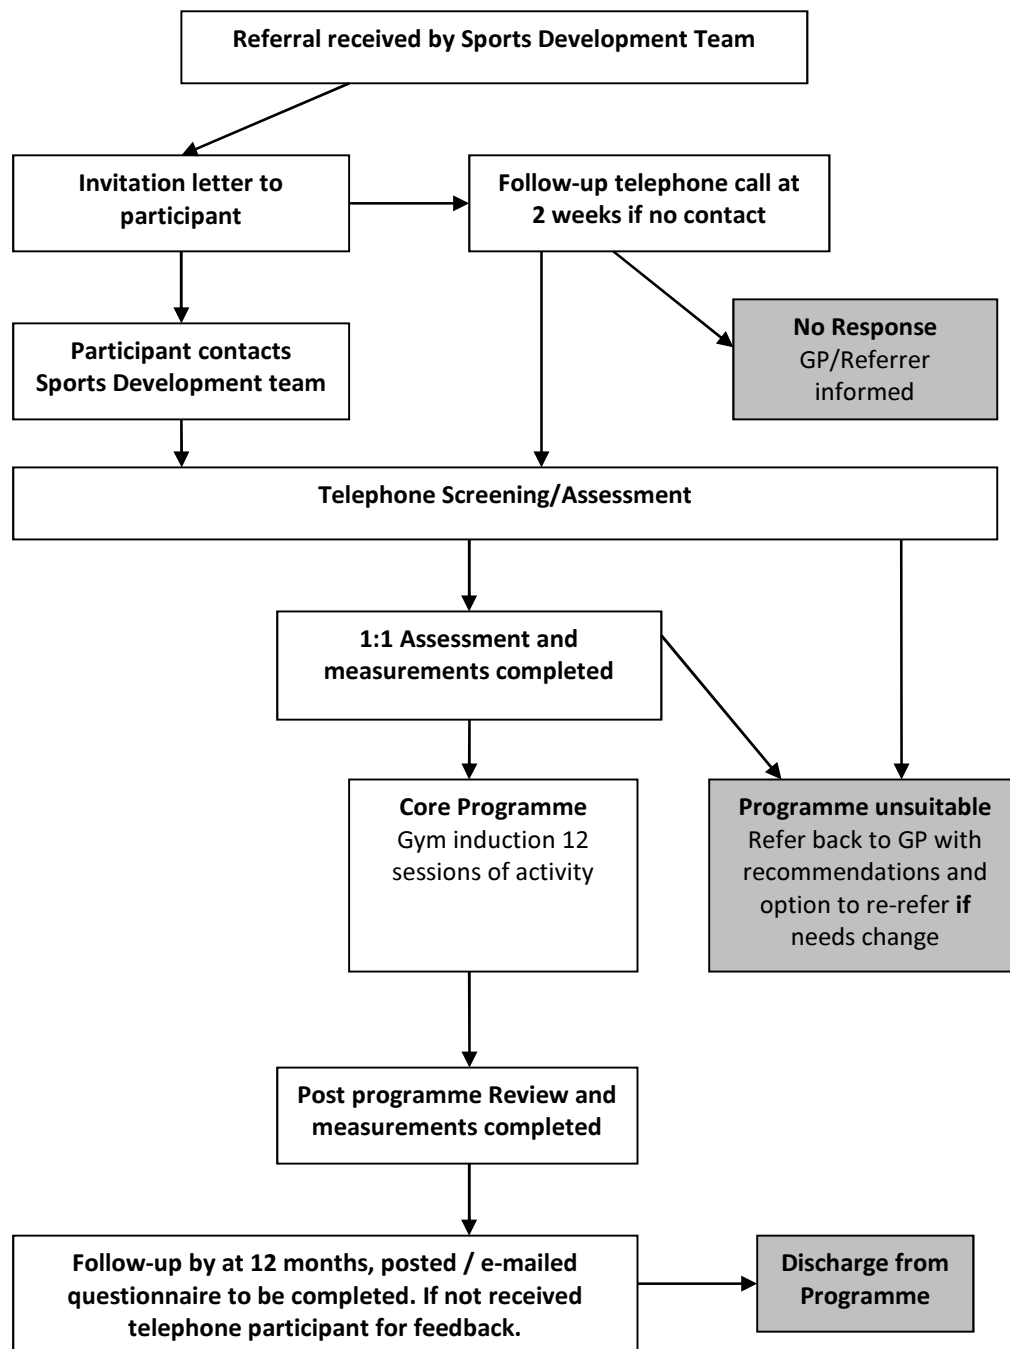 Referral received by Sports Development Team
Invitation letter to
participant
Follow-up telephone call at
2 weeks if no contact
No Response
GP/Referrer
informed
Participant contacts
Sports Development team
Telephone Screening/Assessment
1:1 Assessment and
measurements completed
Core Programme
Gym induction 12
sessions of activity
Programme unsuitable
Refer back to GP with
recommendations and
option to re-refer if
needs change
Post programme Review and
measurements completed
Follow-up by at 12 months, posted / e-mailed
questionnaire to be completed. If not received
telephone participant for feedback.
Discharge from
Programme